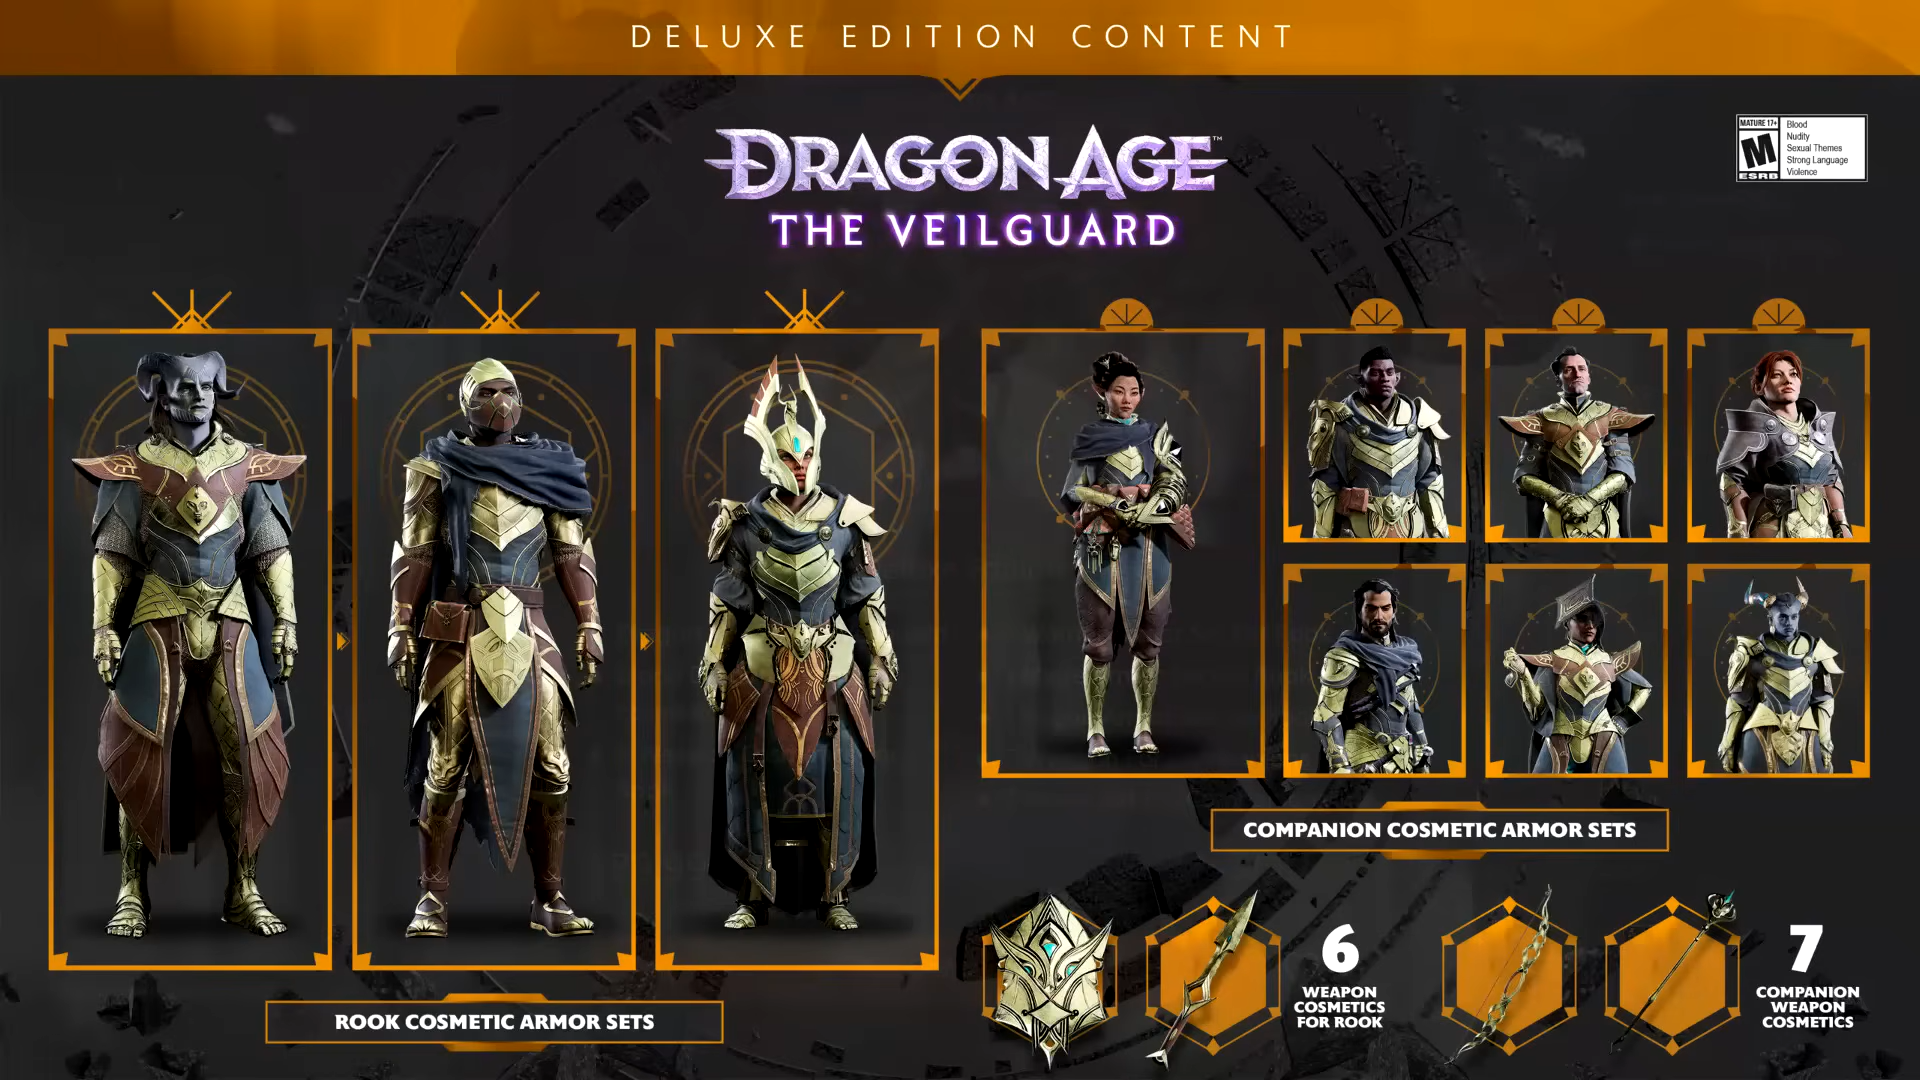 DELUXE EDITION CONTENT
DRAGON AGE™
THE VEILGUARD
MATURE 17+
M
ESRB
Blood
Nudity
Sexual Themes
Strong Language
Violence
COMPANION COSMETIC ARMOR SETS
ROOK COSMETIC ARMOR SETS
6
WEAPON
COSMETICS
FOR ROOK
7
COMPANION
WEAPON
COSMETICS